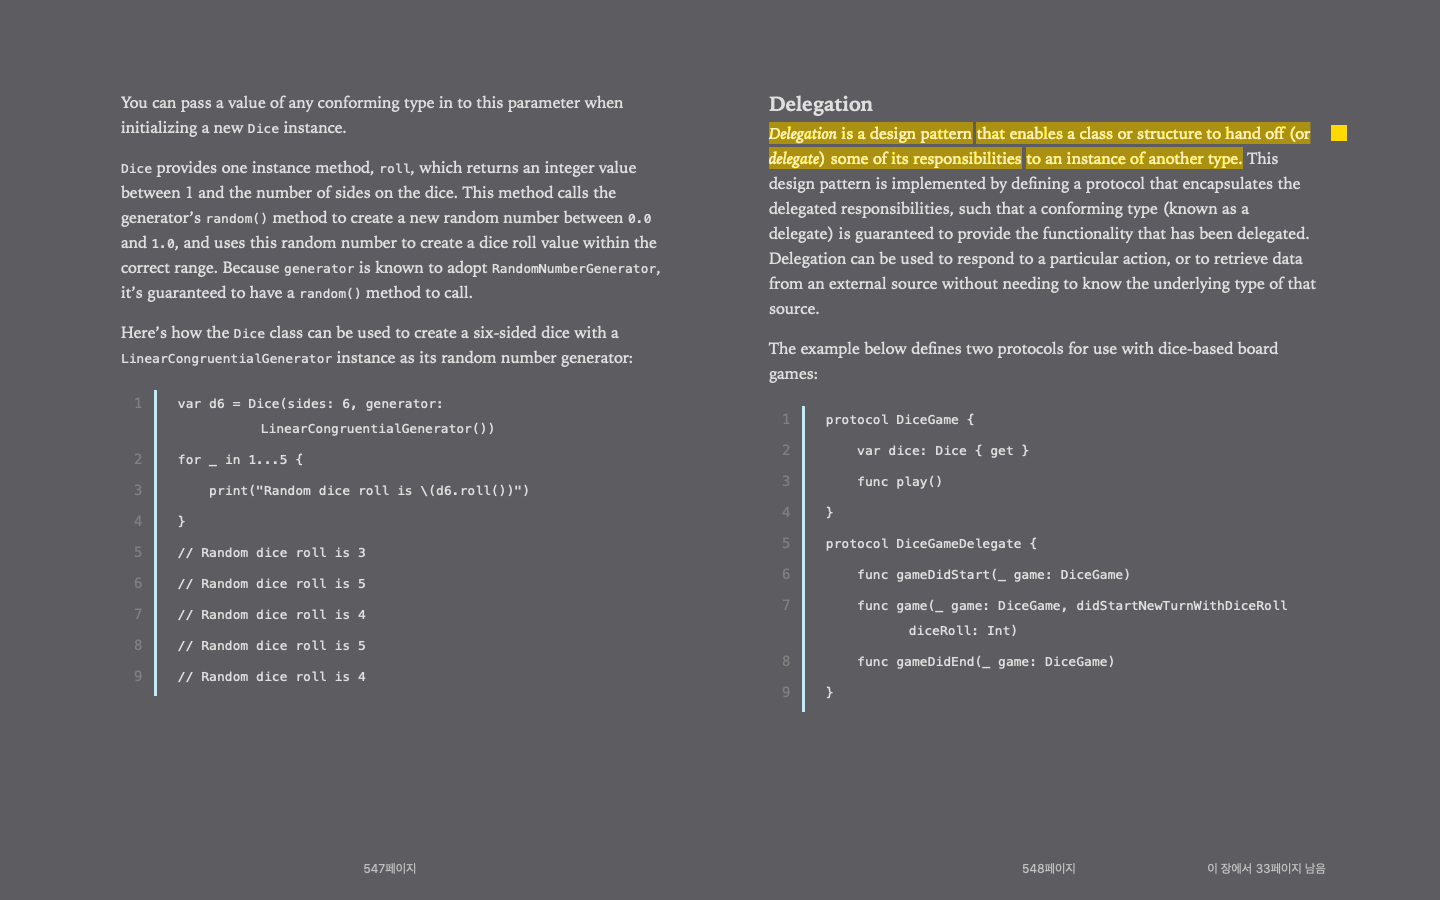 You can pass a value of any conforming type in to this parameter when
initializing a new Dice instance.
Dice provides one instance method, roll, which returns an integer value
between 1 and the number of sides on the dice. This method calls the
generator’s random() method to create a new random number between 0.0
and 1.0, and uses this random number to create a dice roll value within the
correct range. Because generator is known to adopt RandomNumberGenerator,
it’s guaranteed to have a random() method to call.
Here’s how the Dice class can be used to create a six-sided dice with a
LinearCongruentialGenerator instance as its random number generator:
1 var d6 = Dice(sides: 6, generator:
LinearCongruentialGenerator())
2 for _ in 1...5 {
3 print("Random dice roll is \(d6.roll())")
4 }
5 // Random dice roll is 3
6 // Random dice roll is 5
7 // Random dice roll is 4
8 // Random dice roll is 5
9 // Random dice roll is 4
547페이지
Delegation
Delegation is a design pattern that enables a class or structure to hand off (or
delegate) some of its responsibilities to an instance of another type. This
design pattern is implemented by defining a protocol that encapsulates the
delegated responsibilities, such that a conforming type (known as a
delegate) is guaranteed to provide the functionality that has been delegated.
Delegation can be used to respond to a particular action, or to retrieve data
from an external source without needing to know the underlying type of that
source.
The example below defines two protocols for use with dice-based board
games:
1 protocol DiceGame {
2 var dice: Dice { get }
3 func play()
4 }
5 protocol DiceGameDelegate {
6 func gameDidStart(_ game: DiceGame)
7 func game(_ game: DiceGame, didStartNewTurnWithDiceRoll
diceRoll: Int)
8 func gameDidEnd(_ game: DiceGame)
9 }
548페이지
이 장에서 33페이지 남음